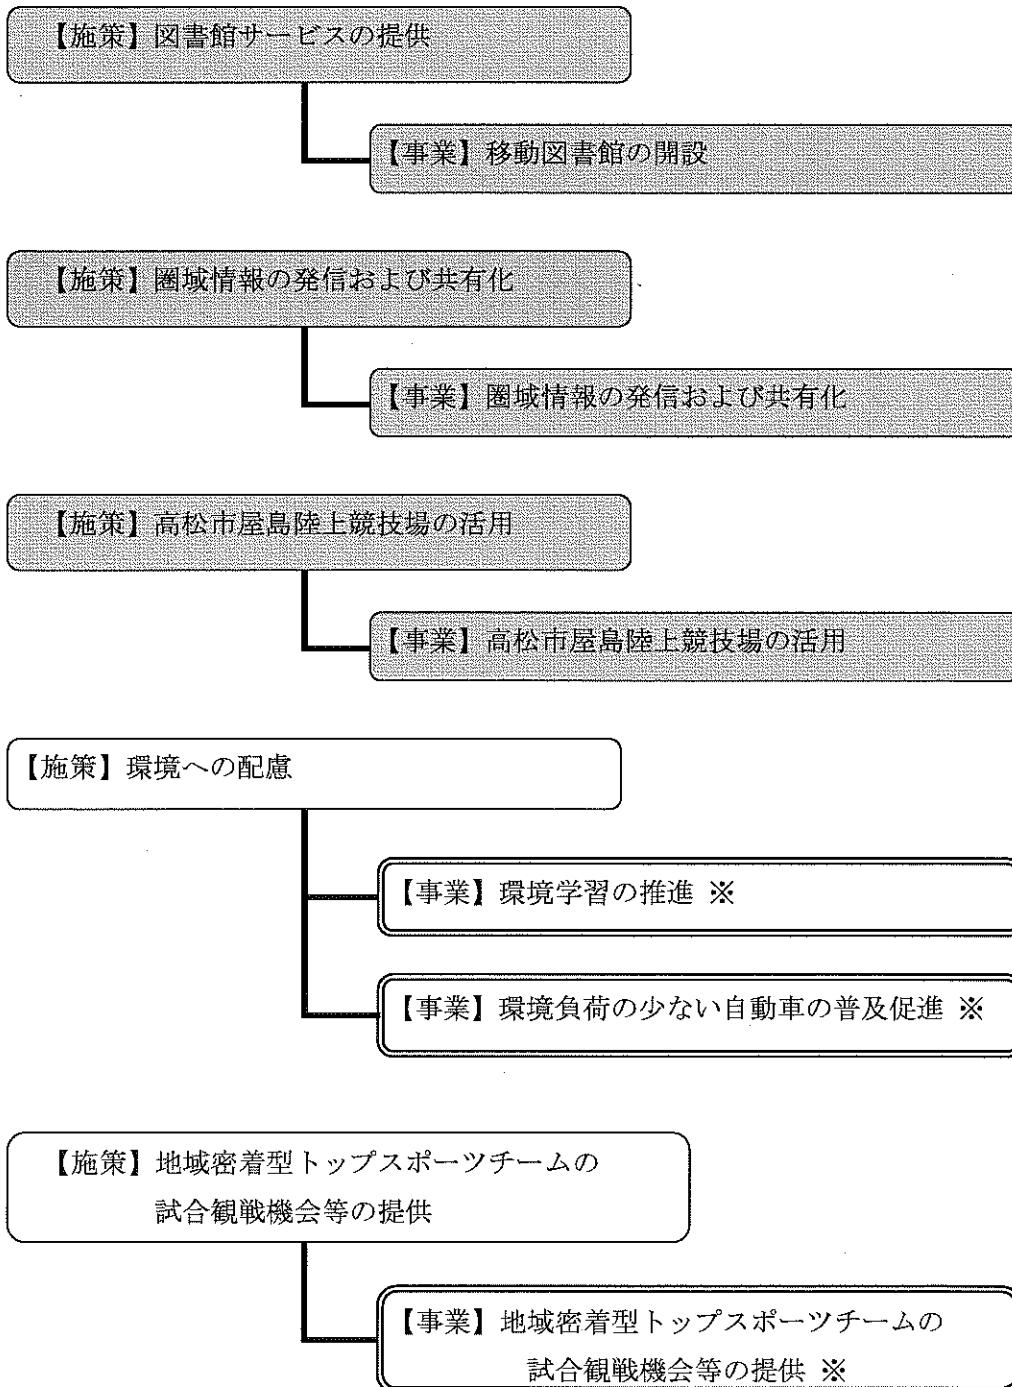 【施策】図書館サービスの提供
【事業】移動図書館の開設
【施策】圏域情報の発信および共有化
【事業】圏域情報の発信および共有化
【施策】高松市屋島陸上競技場の活用
【事業】高松市屋島陸上競技場の活用
【施策】環境への配慮
【事業】環境学習の推進 ※
【事業】環境負荷の少ない自動車の普及促進 ※
【施策】地域密着型トップスポーツチームの
試合観戦機会等の提供
【事業】地域密着型トップスポーツチームの
試合観戦機会等の提供 ※